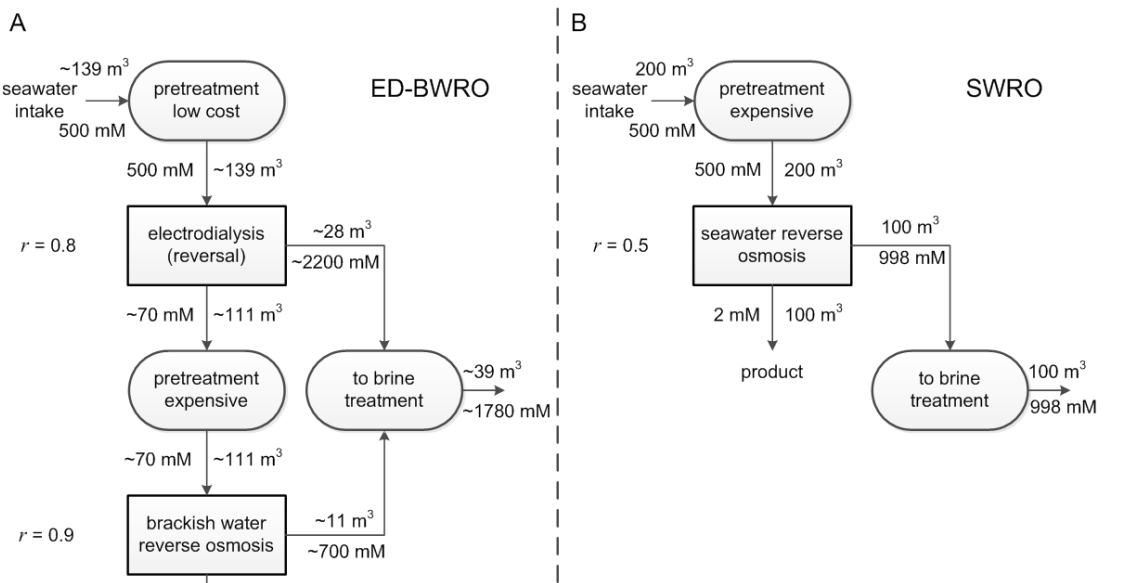 A
~139 m³
seawater
intake
500 mM
pretreatment
low cost
ED-BWRO
500 mM
~139 m³
r = 0.8
electrodialysis
(reversal)
~28 m³
~2200 mM
~70 mM
~111 m³
pretreatment
expensive
to brine
treatment
~39 m³
~1780 mM
~70 mM
~111 m³
r = 0.9
brackish water
reverse osmosis
~11 m³
~700 mM
B
200 m³
seawater
intake
500 mM
pretreatment
expensive
SWRO
500 mM
200 m³
r = 0.5
seawater reverse
osmosis
100 m³
998 mM
2 mM
100 m³
product
to brine
treatment
100 m³
998 mM